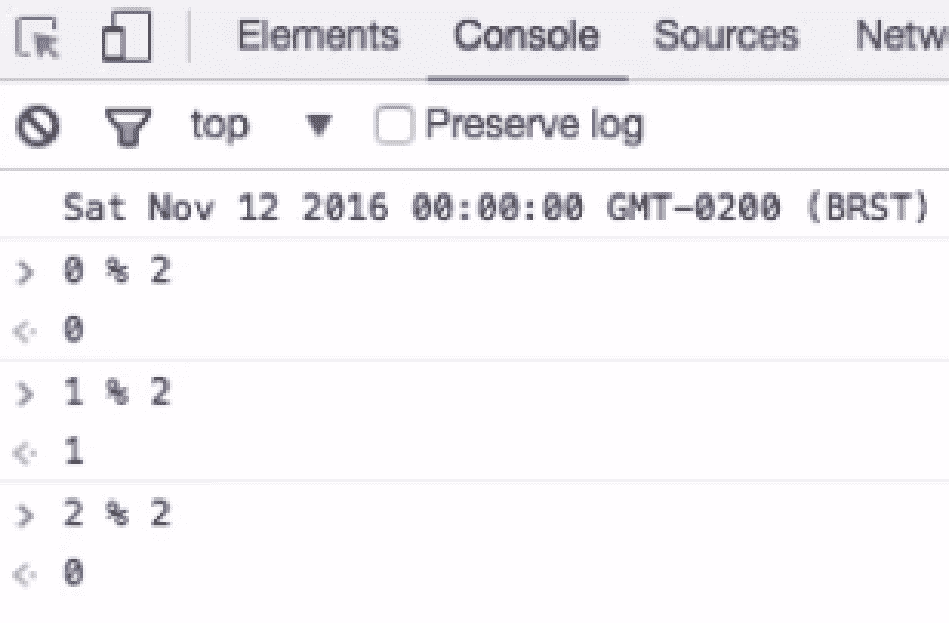 Elements Console Sources Netw
top ▼ Preserve log
Sat Nov 12 2016 00:00:00 GMT-0200 (BRST)
> 0 % 2
<· 0
> 1 % 2
<· 1
> 2 % 2
<· 0